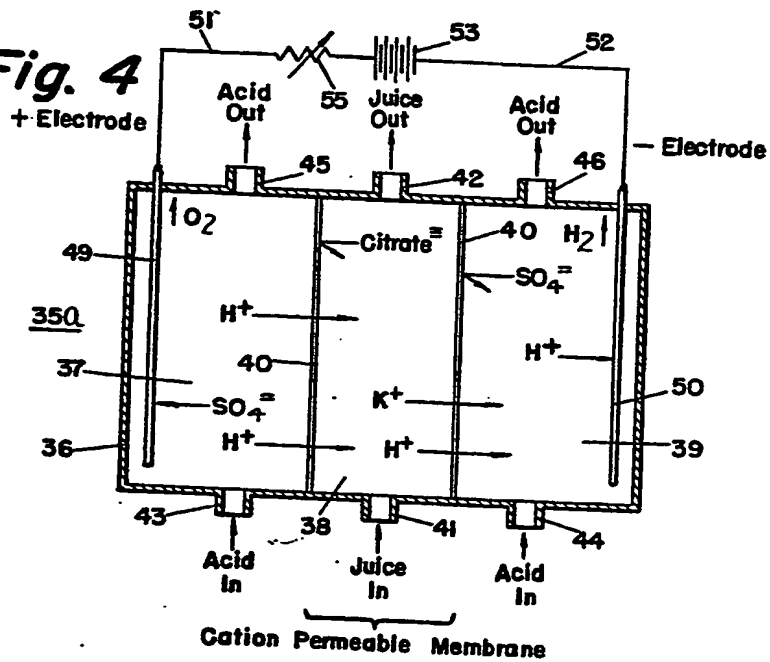 Fig. 4
51
53
52
55
+ Electrode
Acid Out
Juice Out
Acid Out
- Electrode
45
42
46
O2
Citrate≡
40
H2
49
SO4=
350a
H+
H+
37
40
50
K+
SO4=
36
H+
H+
39
43
38
41
44
Acid In
Juice In
Acid In
Cation Permeable Membrane